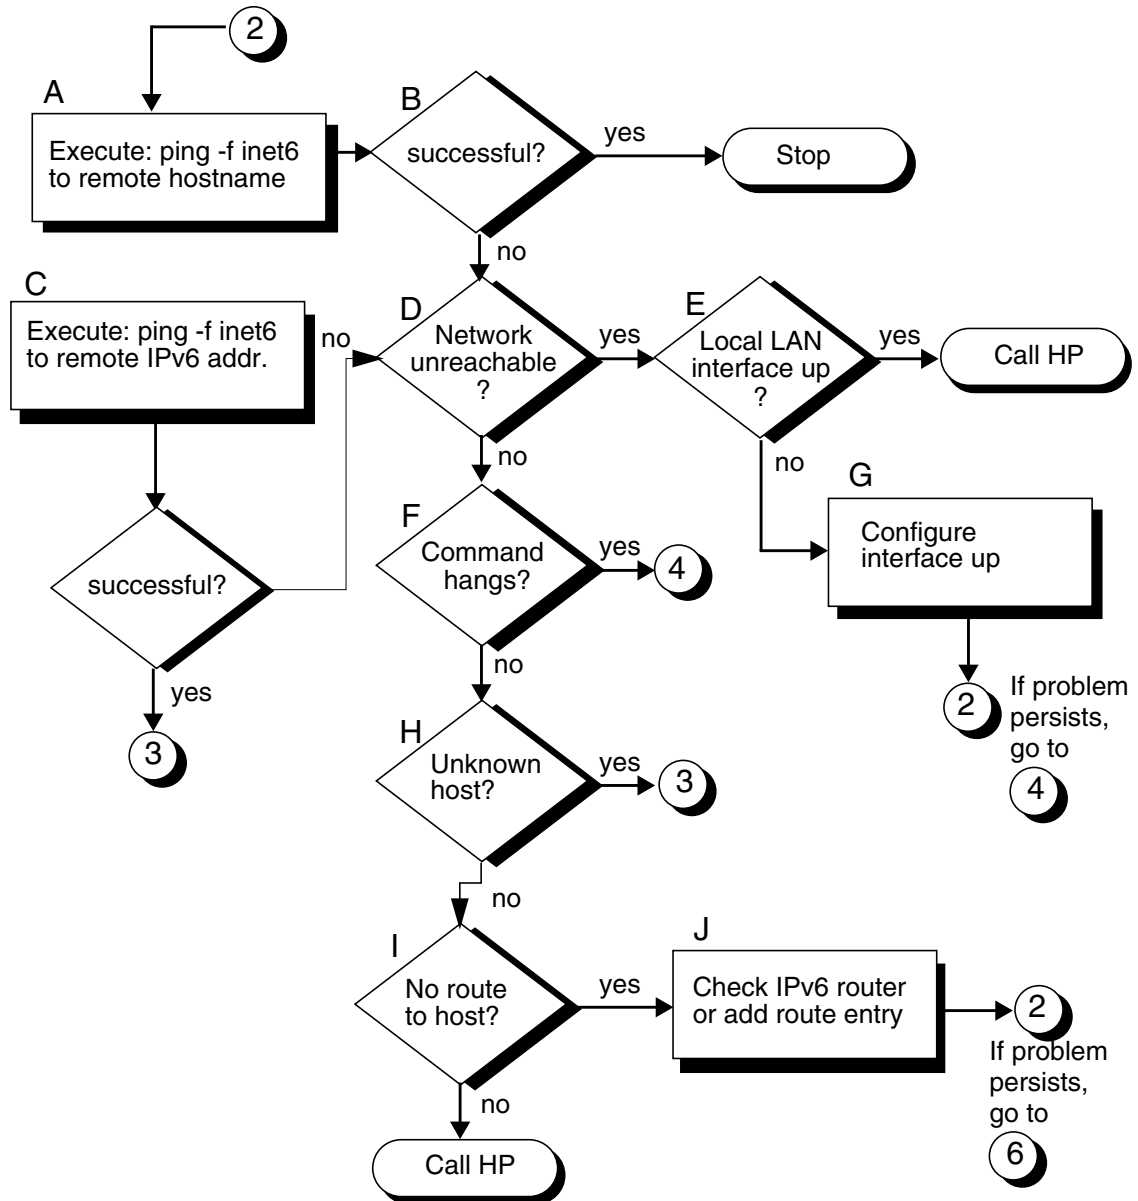 2
A
Execute: ping -f inet6
to remote hostname
B
successful?
yes
Stop
no
C
Execute: ping -f inet6
to remote IPv6 addr.
no
D
Network
unreachable
?
yes
E
Local LAN
interface up
?
yes
Call HP
no
no
G
Configure
interface up
F
Command
hangs?
yes
4
successful?
yes
3
no
2
If problem
persists,
go to
4
H
Unknown
host?
yes
3
no
I
No route
to host?
yes
J
Check IPv6 router
or add route entry
2
If problem
persists,
go to
6
no
Call HP